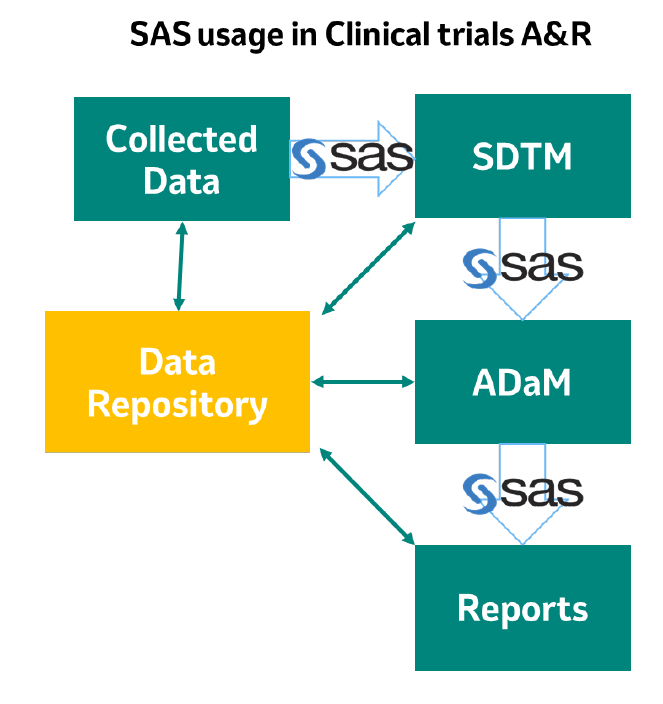 SAS usage in Clinical trials A&R
Collected
Data
sas
SDTM
sas
Data
Repository
ADaM
sas
Reports